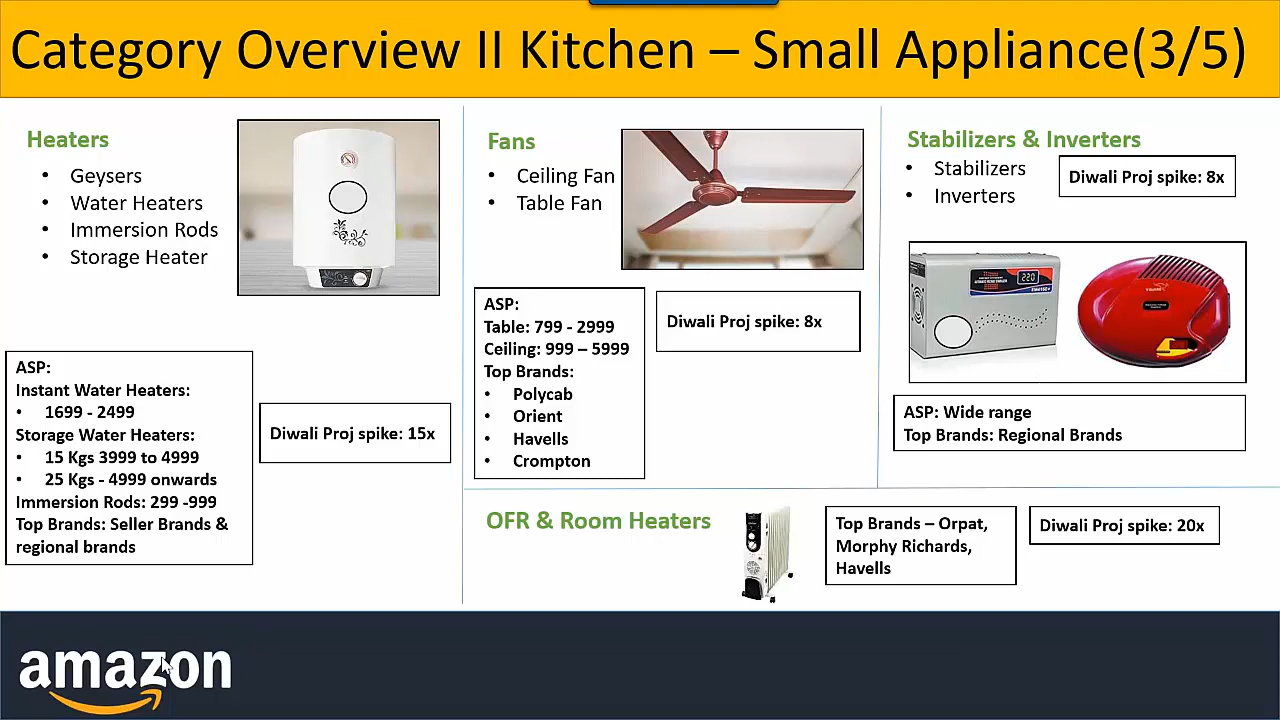 Category Overview II Kitchen – Small Appliance(3/5)
Heaters
• Geysers
• Water Heaters
• Immersion Rods
• Storage Heater
ASP:
Instant Water Heaters:
• 1699 - 2499
Storage Water Heaters:
• 15 Kgs 3999 to 4999
• 25 Kgs - 4999 onwards
Immersion Rods: 299 -999
Top Brands: Seller Brands &
regional brands
Diwali Proj spike: 15x
Fans
• Ceiling Fan
• Table Fan
ASP:
Table: 799 - 2999
Ceiling: 999 – 5999
Top Brands:
• Polycab
• Orient
• Havells
• Crompton
Diwali Proj spike: 8x
Stabilizers & Inverters
• Stabilizers
• Inverters
Diwali Proj spike: 8x
220
ASP: Wide range
Top Brands: Regional Brands
OFR & Room Heaters
Top Brands – Orpat,
Morphy Richards,
Havells
Diwali Proj spike: 20x
amazon